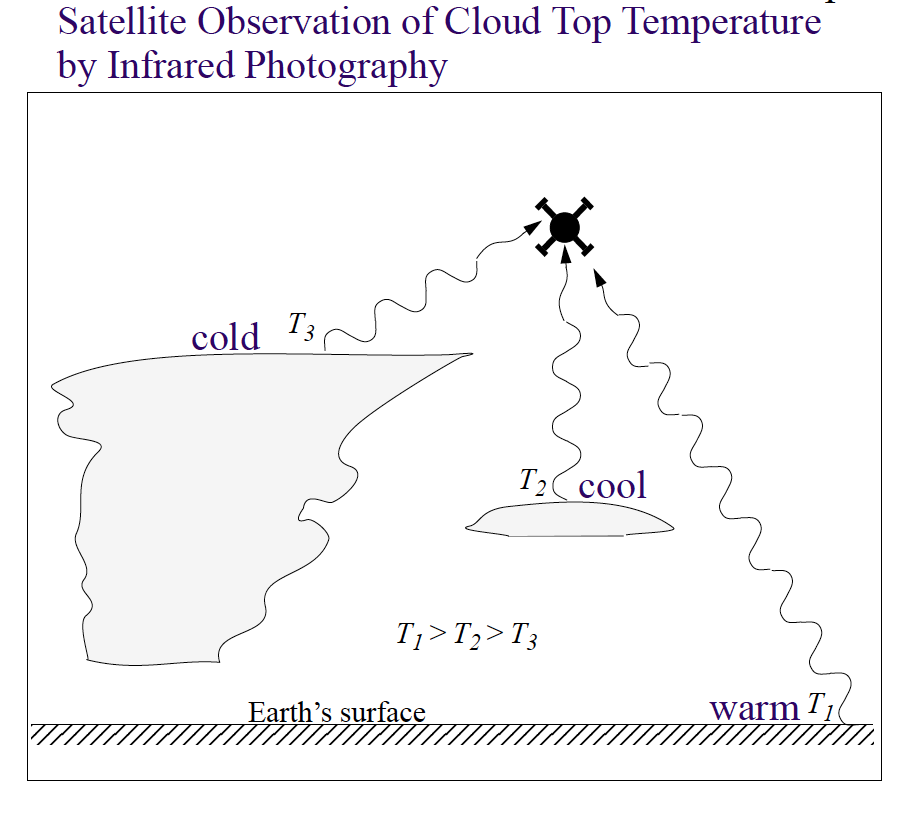 Satellite Observation of Cloud Top Temperature
by Infrared Photography
cold T3
T2 cool
T1 > T2 > T3
Earth’s surface
warm T1